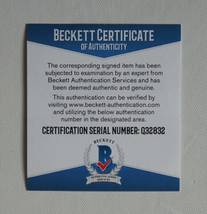 BECKETT CERTIFICATE
OF AUTHENTICITY
The corresponding signed item has been
subjected to examination by an expert from
Beckett Authentication Services and has
been deemed authentic and genuine.
This authentication can be verified by
visiting www.beckett-authentication.com and
utilizing the below authentication number
in the designated area.
CERTIFICATION SERIAL NUMBER: Q32832
BECKETT
B